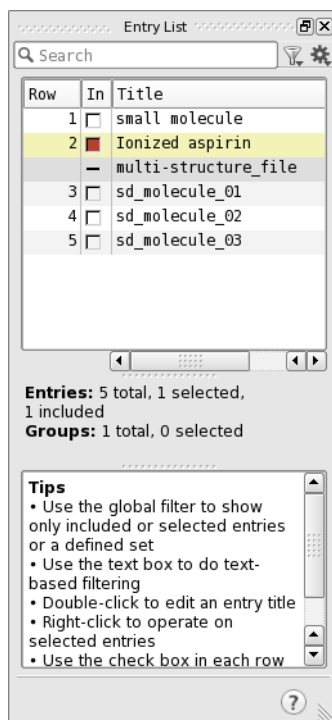 Entry List
Search
Row In Title
1 small molecule
2 Ionized aspirin
multi-structure_file
3 sd_molecule_01
4 sd_molecule_02
5 sd_molecule_03
Entries: 5 total, 1 selected,
1 included
Groups: 1 total, 0 selected
Tips
• Use the global filter to show
only included or selected entries
or a defined set
• Use the text box to do text-
based filtering
• Double-click to edit an entry title
• Right-click to operate on
selected entries
• Use the check box in each row
?